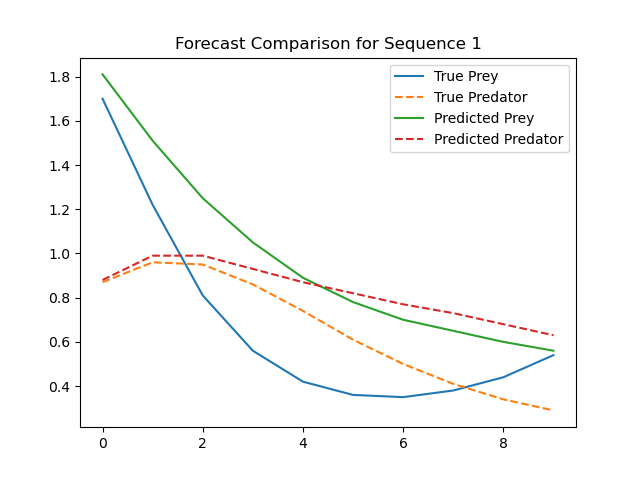 Forecast Comparison for Sequence 1
True Prey
True Predator
Predicted Prey
Predicted Predator
1.8
1.6
1.4
1.2
1.0
0.8
0.6
0.4
0 2 4 6 8